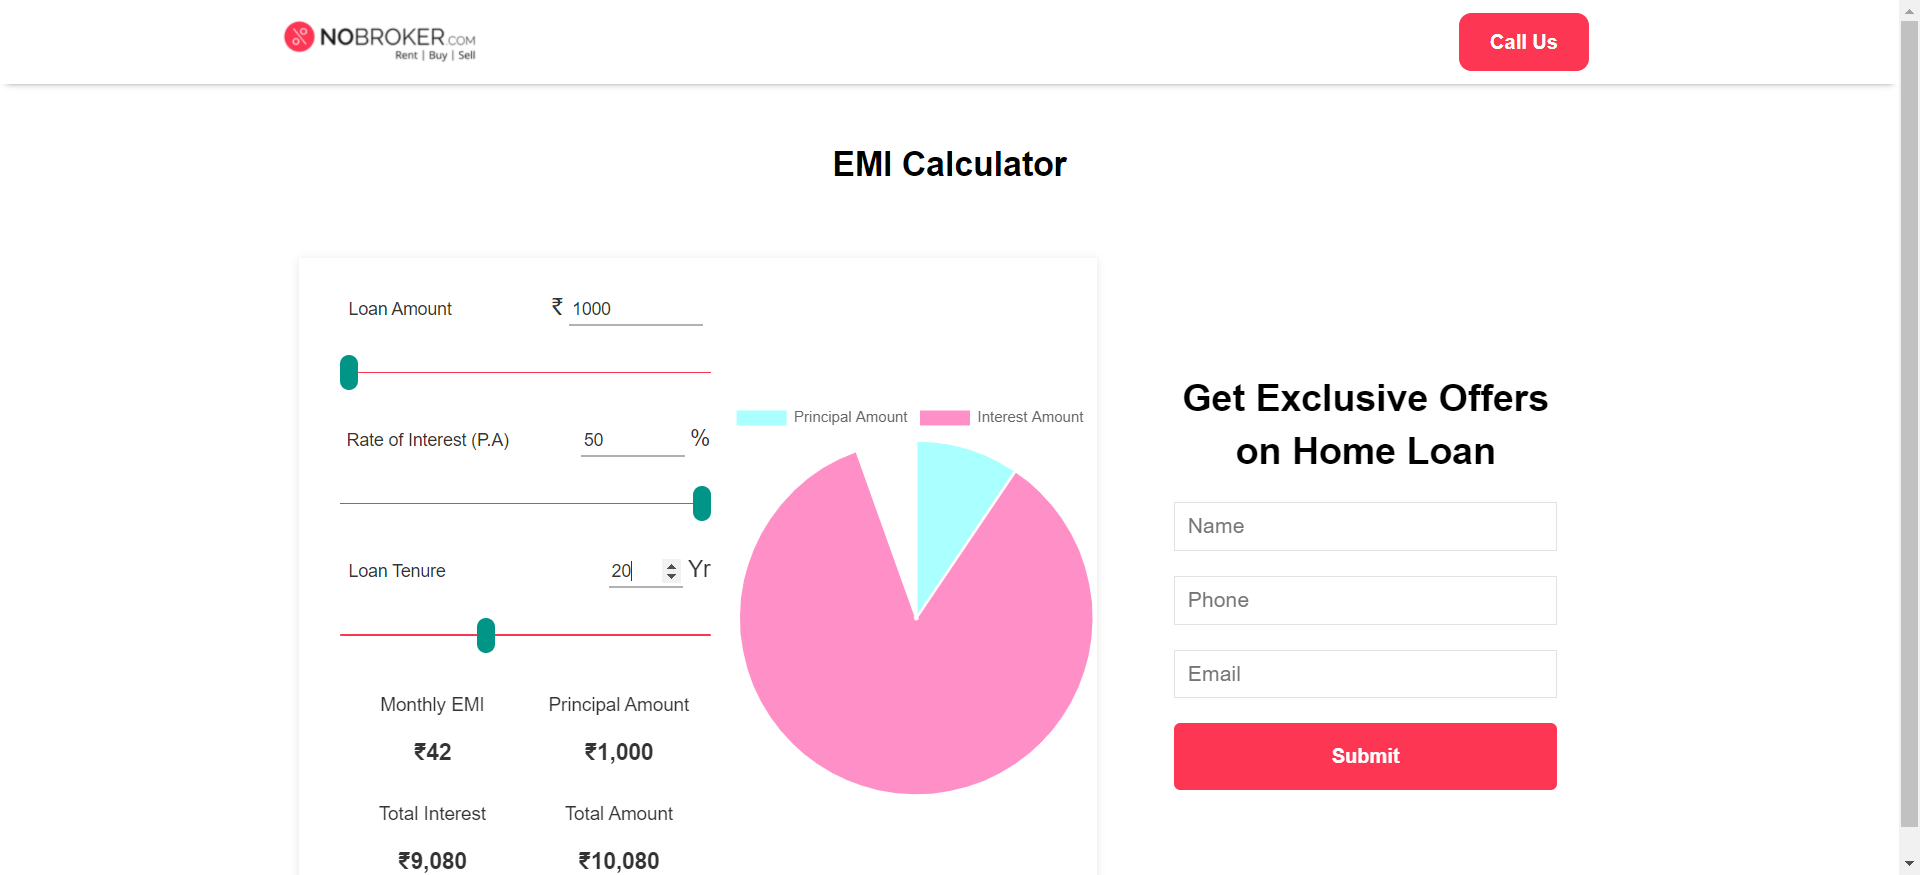 NOBROKER.COM
Rent | Buy | Sell
Call Us
EMI Calculator
Loan Amount
₹ 1000
Rate of Interest (P.A)
50 %
Loan Tenure
20 Yr
Monthly EMI
₹42
Principal Amount
₹1,000
Total Interest
₹9,080
Total Amount
₹10,080
Principal Amount
Interest Amount
Get Exclusive Offers
on Home Loan
Name
Phone
Email
Submit